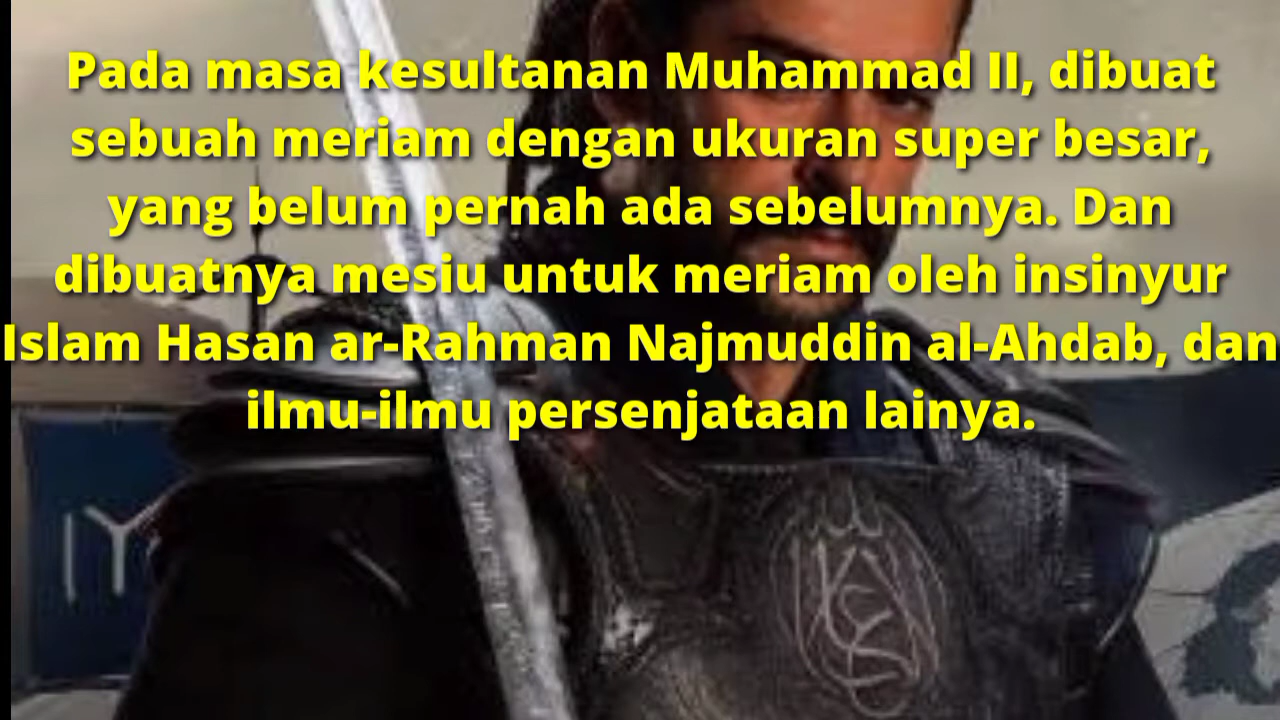 Pada masa kesultanan Muhammad II, dibuat
sebuah meriam dengan ukuran super besar,
yang belum pernah ada sebelumnya. Dan
dibuatnya mesiu untuk meriam oleh insinyur
Islam Hasan ar-Rahman Najmuddin al-Ahdab, dan
ilmu-ilmu persenjataan lainya.